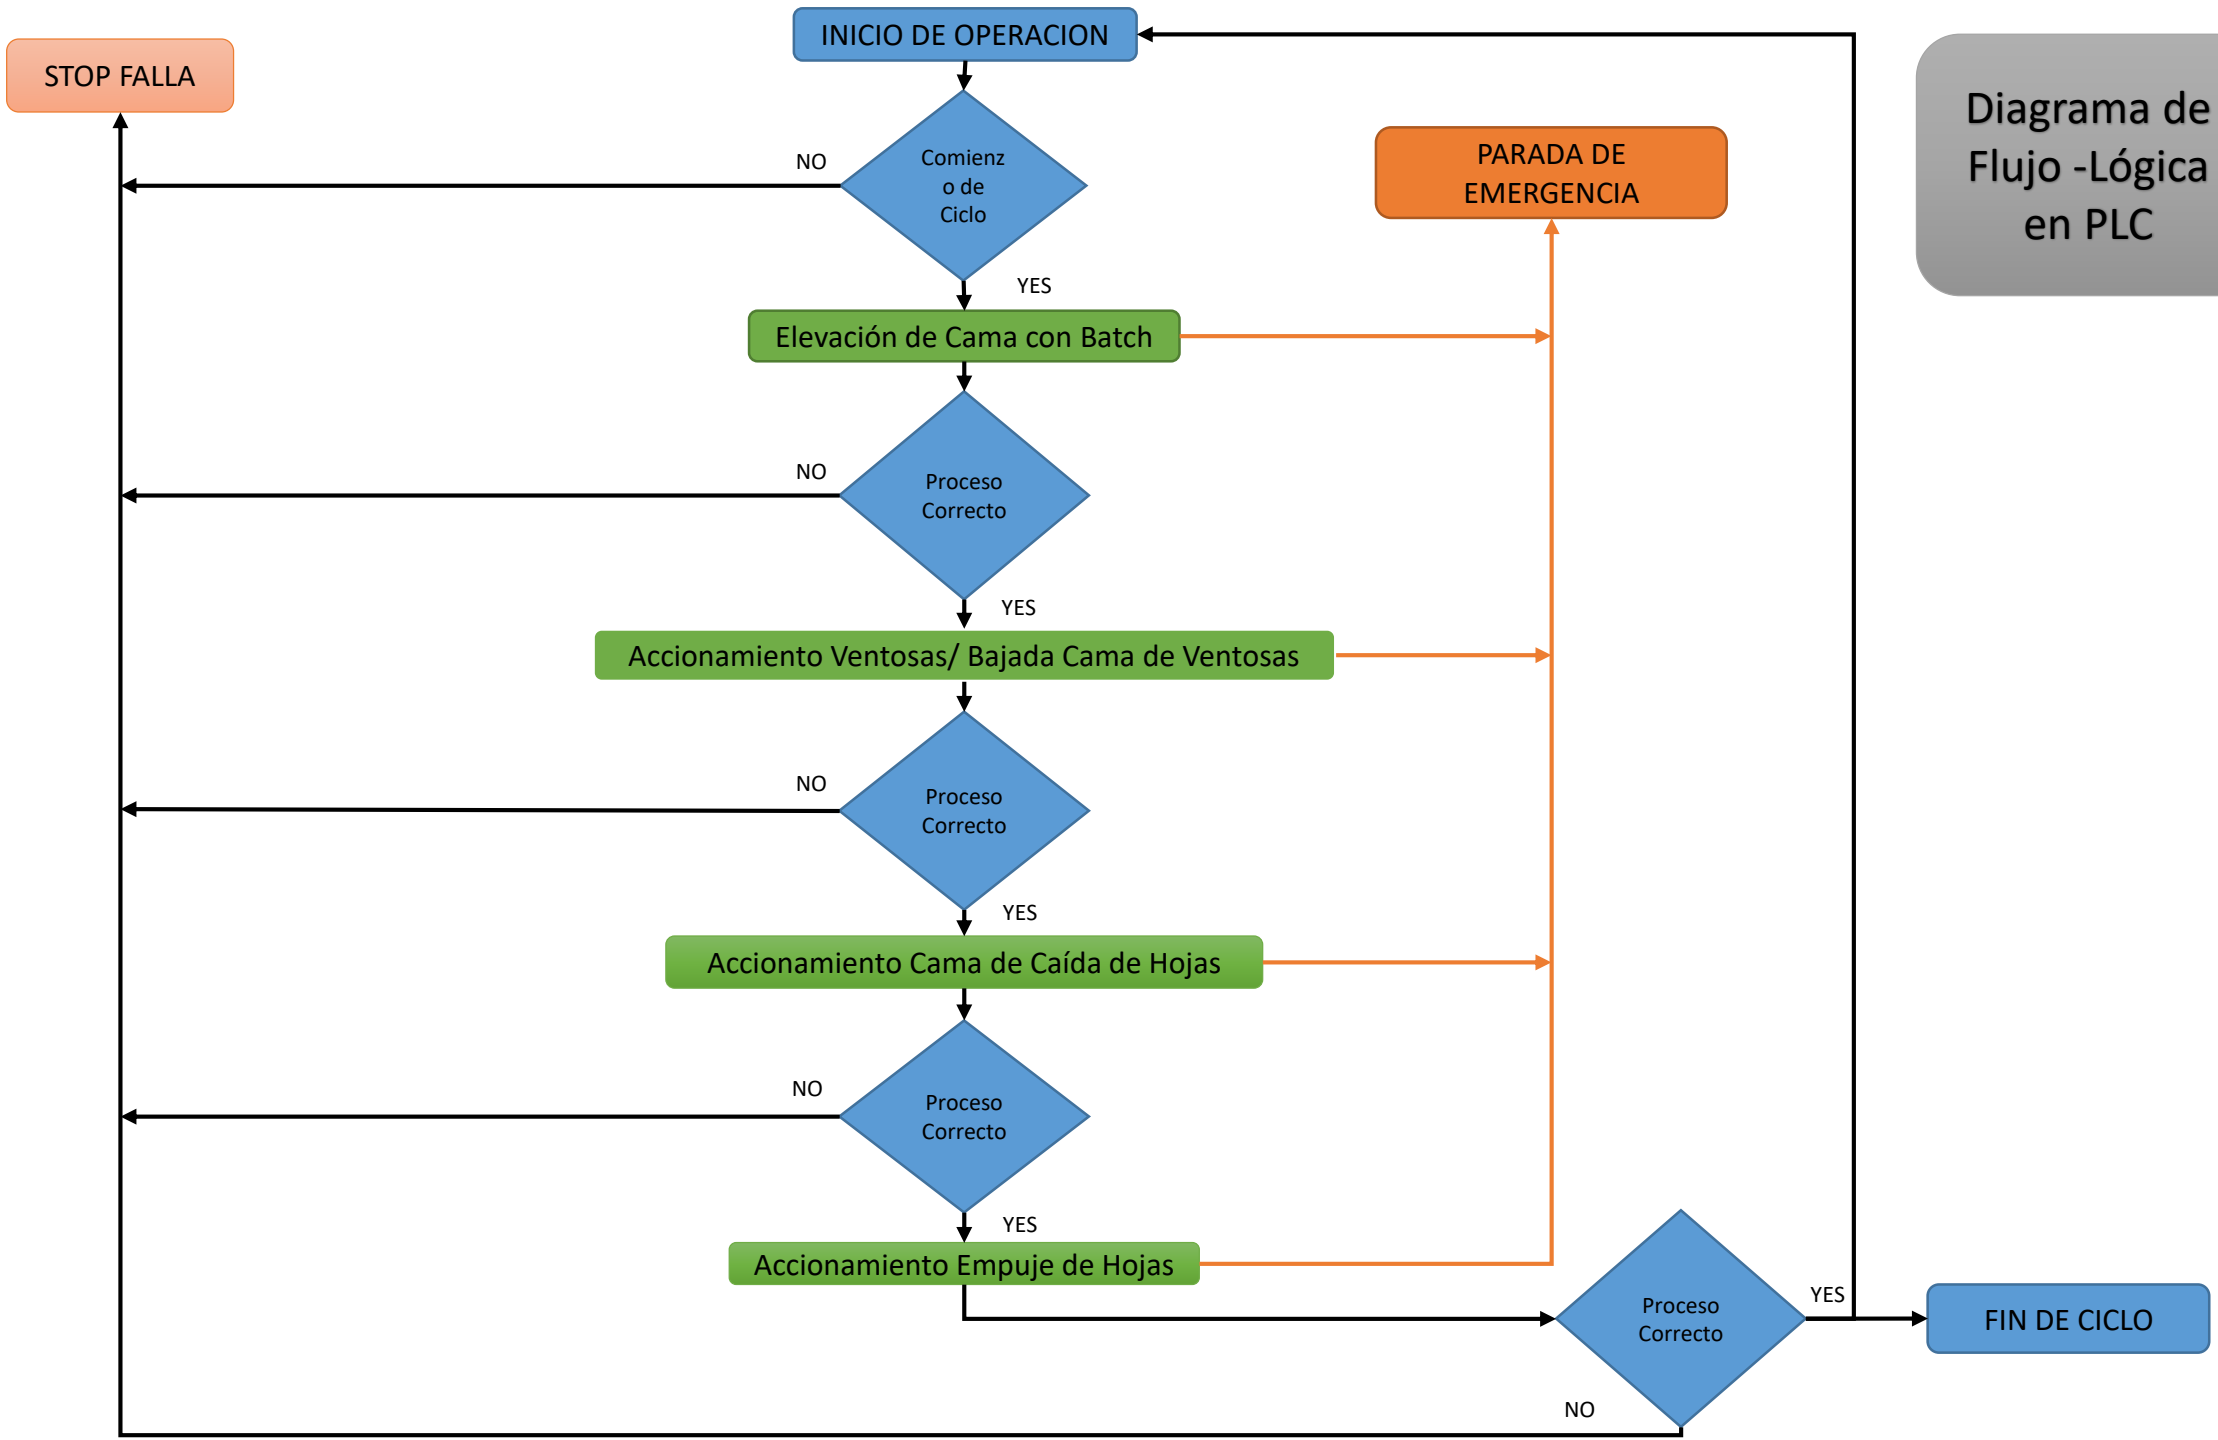 INICIO DE OPERACION
STOP FALLA
Diagrama de
Flujo -Lógica
en PLC
PARADA DE
EMERGENCIA
NO
Comienz
o de
Ciclo
YES
Elevación de Cama con Batch
NO
Proceso
Correcto
YES
Accionamiento Ventosas/ Bajada Cama de Ventosas
NO
Proceso
Correcto
YES
Accionamiento Cama de Caída de Hojas
NO
Proceso
Correcto
YES
Accionamiento Empuje de Hojas
Proceso
Correcto
YES
FIN DE CICLO
NO